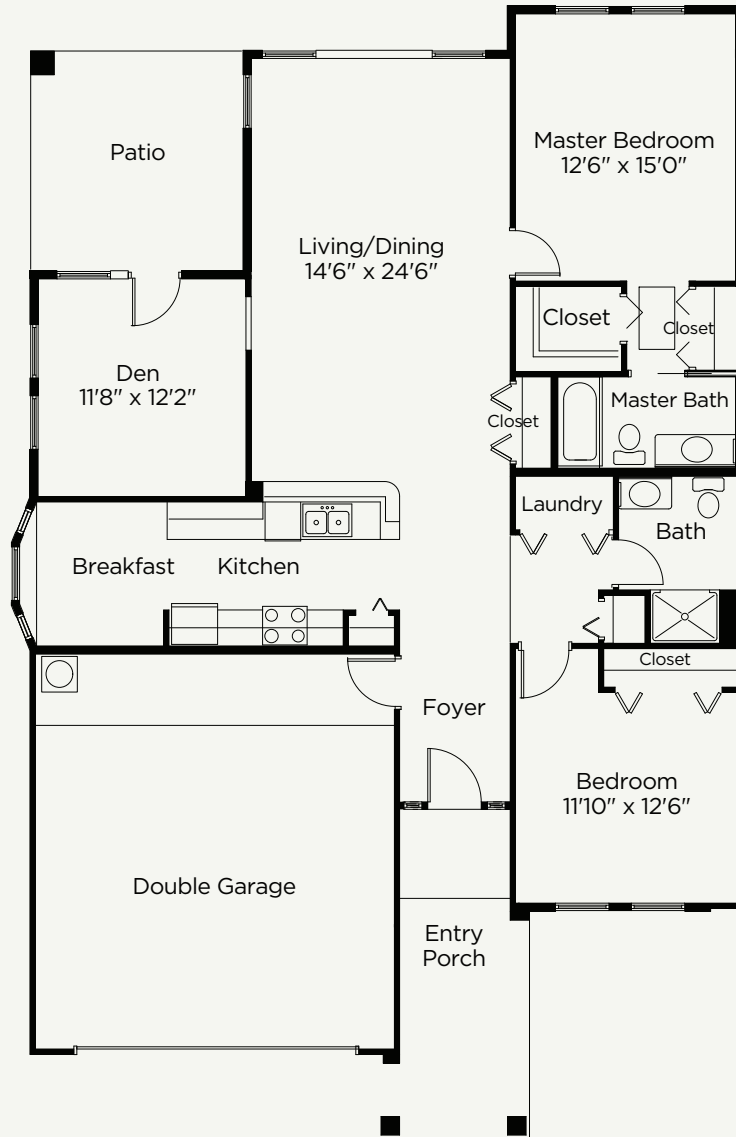 Master Bedroom
12'6" x 15'0"
Patio
Living/Dining
14'6" x 24'6"
Closet
Closet
Den
11'8" x 12'2"
Master Bath
Closet
Laundry
Bath
Breakfast
Kitchen
Closet
Foyer
Bedroom
11'10" x 12'6"
Double Garage
Entry
Porch